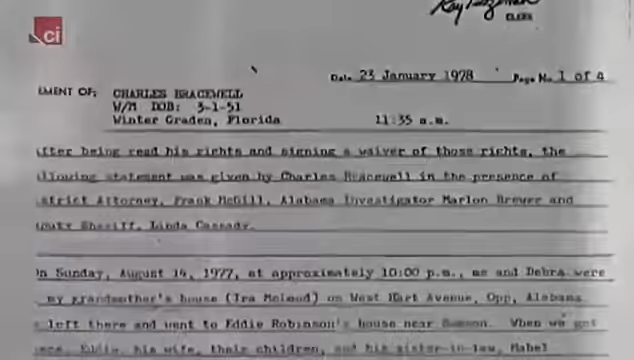 ci
CLERK
Date 23 January 1978 Page No. 1 of 4
EMENT OF: CHARLES BRACEWELL
W/M DOB: 3-1-51
Winter Graden, Florida 11:35 a.m.
fter being read his rights and signing a waiver of those rights, the
llowing statement was given by Charles Bracewell in the presence of
strict Attorney, Frank McGill, Alabama Investigator Marlon Brewer and
puty Sheriff, Linda Cassady.
On Sunday, August 14, 1977, at approximately 10:00 p.m., me and Debra were
my grandmother's house (Ira McLeod) on West Hart Avenue, Opp, Alabama
left there and went to Eddie Robinson's house near Samson. When we got
Eddie, his wife, their children, and his sister-in-law, Mabel